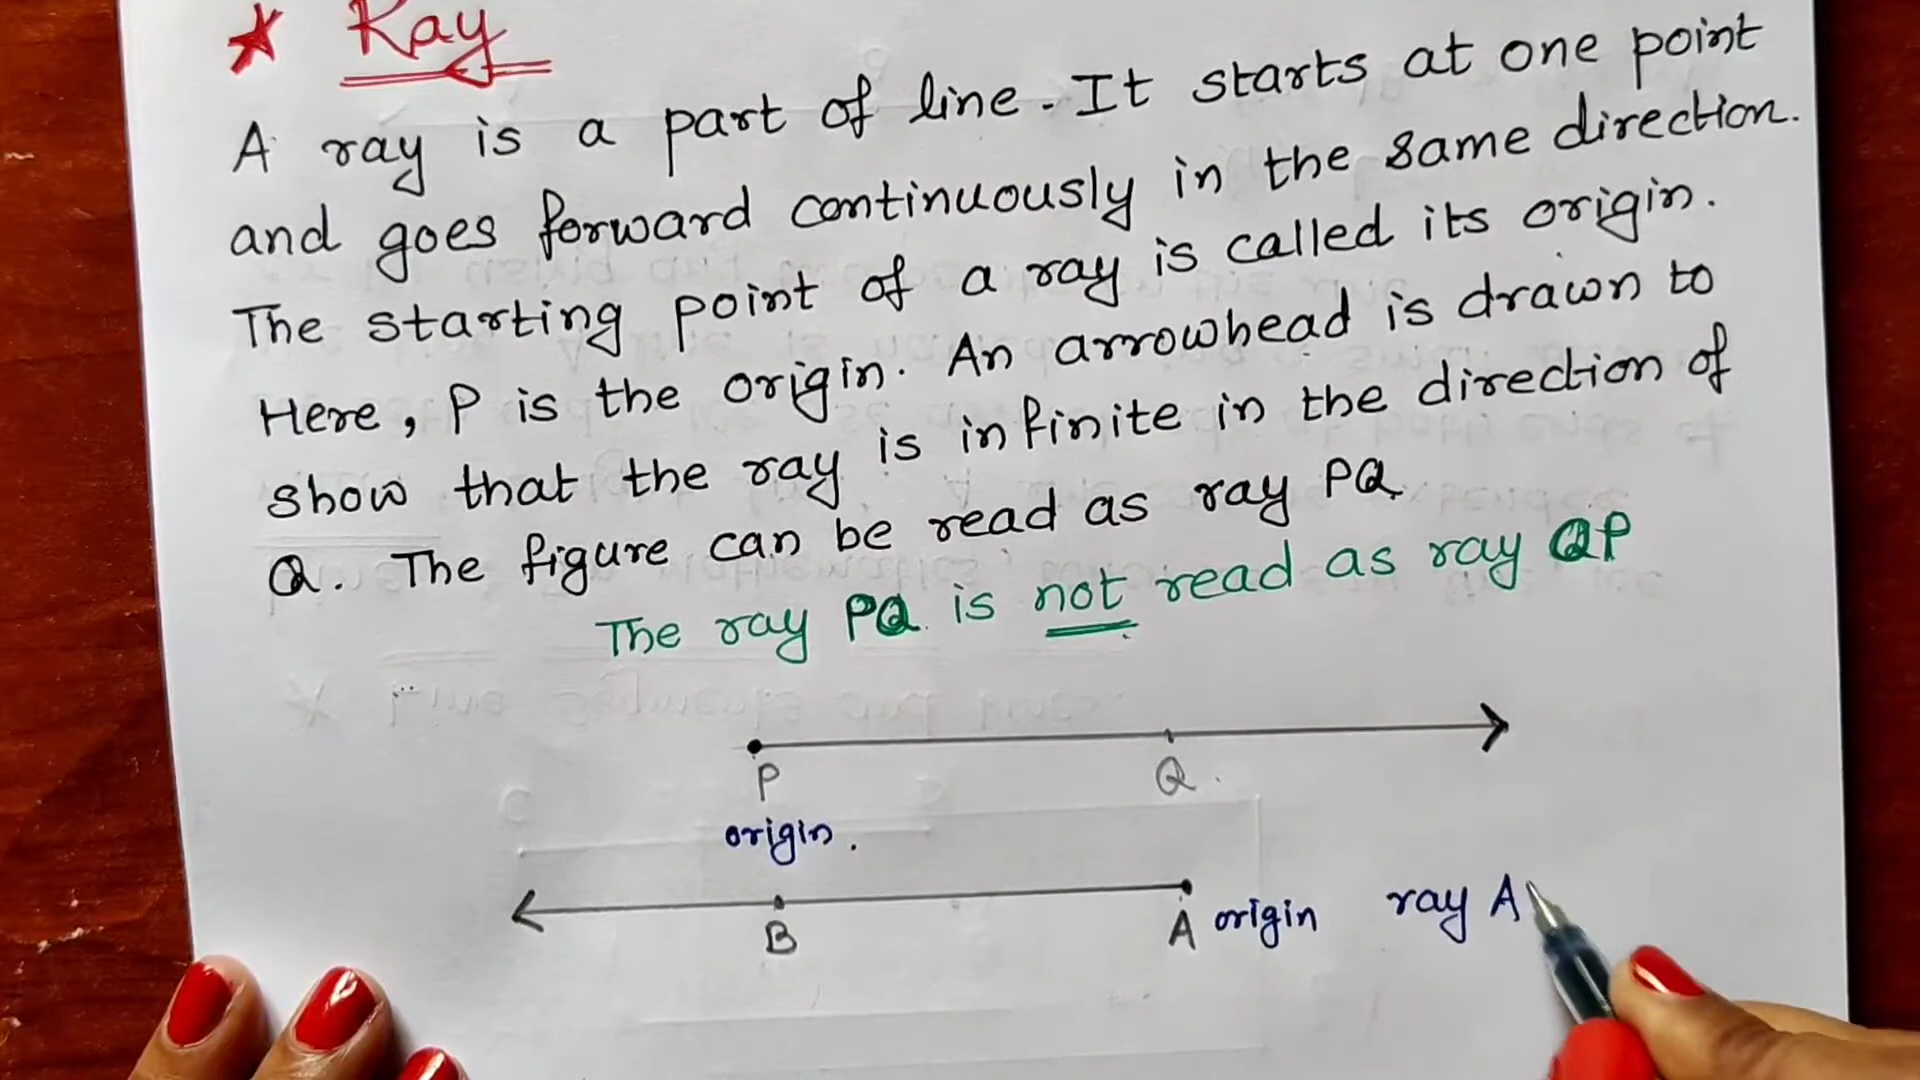 * Ray
A ray is a part of line. It starts at one point
and goes forward continuously in the same direction.
The starting point of a ray is called its origin.
Here, P is the origin. An arrowhead is drawn to
show that the ray is infinite in the direction of
Q. The figure can be read as ray PQ
The ray PQ is not read as ray QP
P
Q
origin.
B
A origin ray A